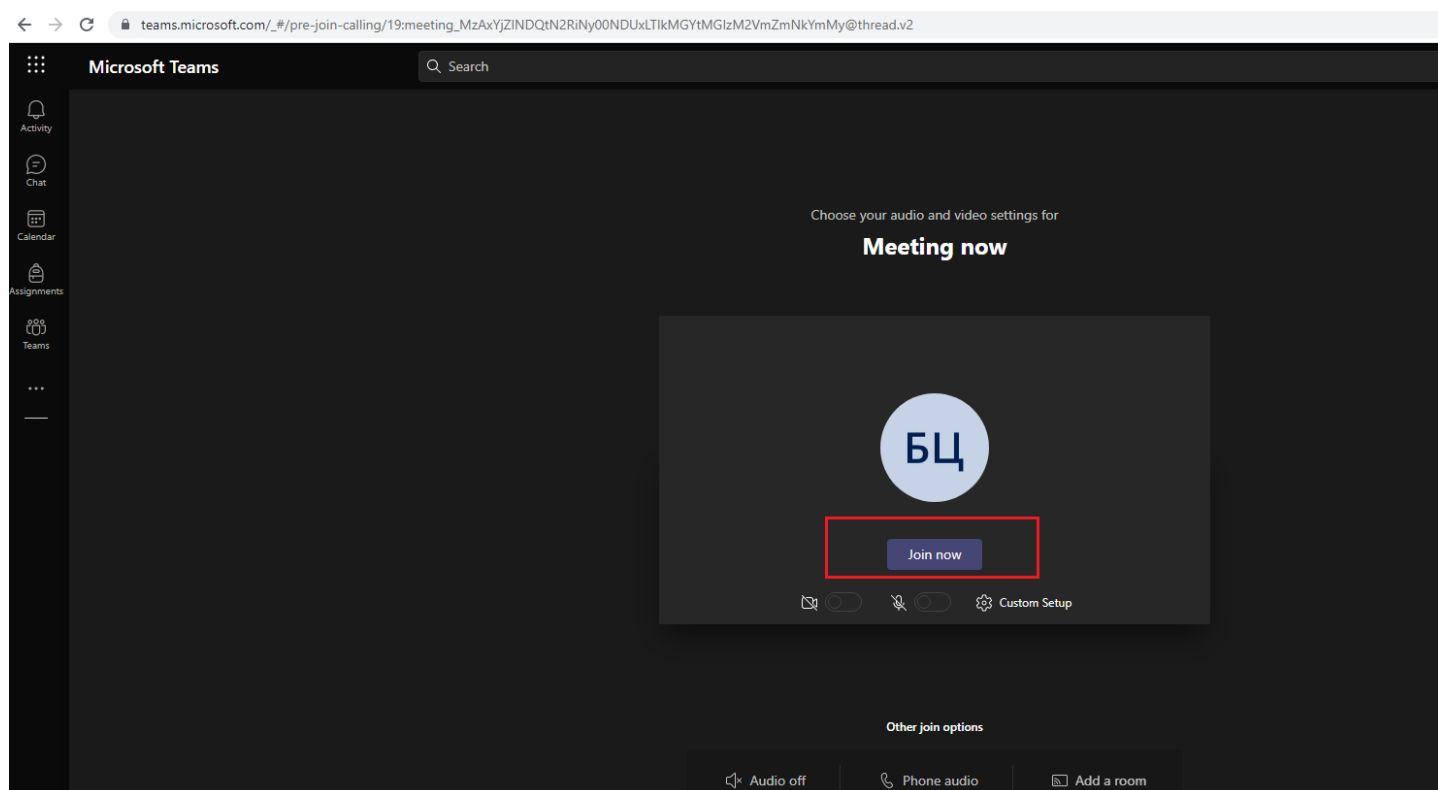 teams.microsoft.com/_#/pre-join-calling/19:meeting_MzAxYjZlNDQtN2RiNy00NDUxLTlkMGYtMGIzM2VmZmNkYmMy@thread.v2
Microsoft Teams
Search
Activity
Chat
Calendar
Assignments
Teams
Choose your audio and video settings for
Meeting now
БЦ
Join now
Custom Setup
Other join options
Audio off
Phone audio
Add a room